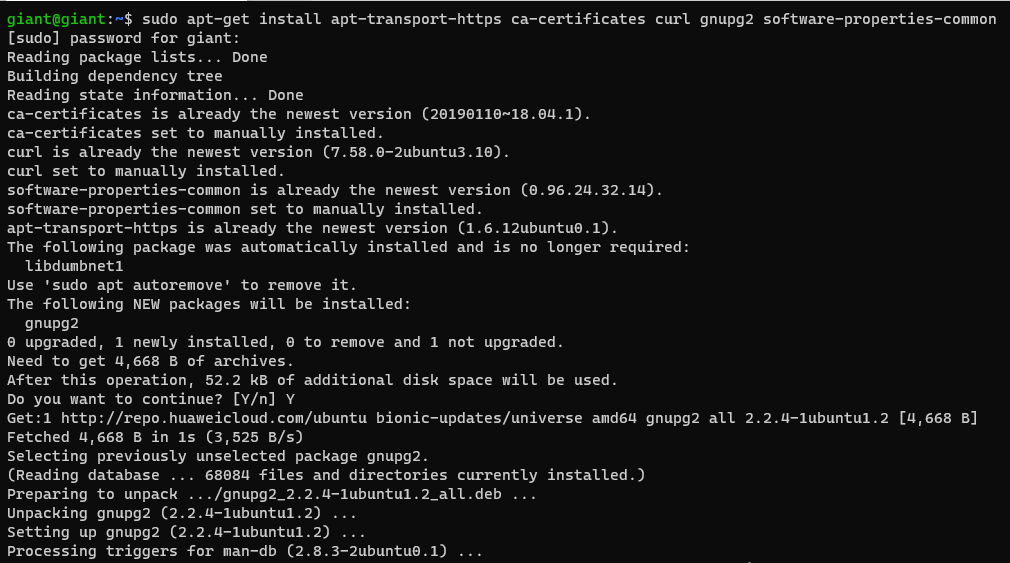 giant@giant:~$ sudo apt-get install apt-transport-https ca-certificates curl gnupg2 software-properties-common
[sudo] password for giant:
Reading package lists... Done
Building dependency tree
Reading state information... Done
ca-certificates is already the newest version (20190110~18.04.1).
ca-certificates set to manually installed.
curl is already the newest version (7.58.0-2ubuntu3.10).
curl set to manually installed.
software-properties-common is already the newest version (0.96.24.32.14).
software-properties-common set to manually installed.
apt-transport-https is already the newest version (1.6.12ubuntu0.1).
The following package was automatically installed and is no longer required:
  libdumbnet1
Use 'sudo apt autoremove' to remove it.
The following NEW packages will be installed:
  gnupg2
0 upgraded, 1 newly installed, 0 to remove and 1 not upgraded.
Need to get 4,668 B of archives.
After this operation, 52.2 kB of additional disk space will be used.
Do you want to continue? [Y/n] Y
Get:1 http://repo.huaweicloud.com/ubuntu bionic-updates/universe amd64 gnupg2 all 2.2.4-1ubuntu1.2 [4,668 B]
Fetched 4,668 B in 1s (3,525 B/s)
Selecting previously unselected package gnupg2.
(Reading database ... 68084 files and directories currently installed.)
Preparing to unpack .../gnupg2_2.2.4-1ubuntu1.2_all.deb ...
Unpacking gnupg2 (2.2.4-1ubuntu1.2) ...
Setting up gnupg2 (2.2.4-1ubuntu1.2) ...
Processing triggers for man-db (2.8.3-2ubuntu0.1) ...